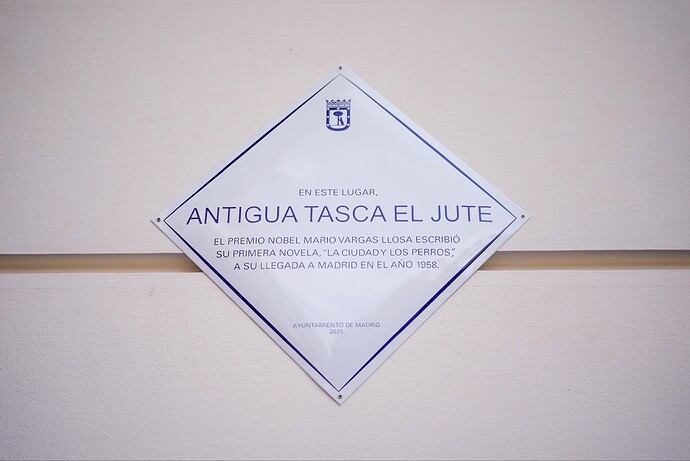 EN ESTE LUGAR,
ANTIGUA TASCA EL JUTE
EL PREMIO NOBEL MARIO VARGAS LLOSA ESCRIBIÓ
SU PRIMERA NOVELA, "LA CIUDAD Y LOS PERROS",
A SU LLEGADA A MADRID EN EL AÑO 1958.
AYUNTAMIENTO DE MADRID
2025